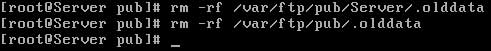 [root@Server pub]# rm -rf /var/ftp/pub/Server/.olddata
[root@Server pub]# rm -rf /var/ftp/pub/.olddata
[root@Server pub]# _